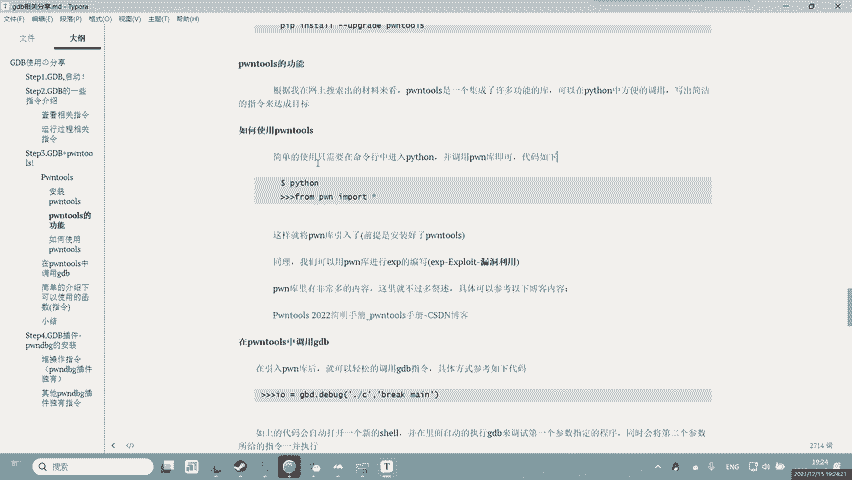 gdb相关分享.md - Typora
文件(F) 编辑(E) 段落(P) 格式(O) 视图(V) 主题(T) 帮助(H)
文件 大纲
GDB使用の分享
Step1.GDB,启动!
Step2.GDB的一些
指令介绍
查看相关指令
运行过程相关
指令
Step3.GDB+pwntoo
ls!
Pwntools
安装
pwntools
pwntools的
功能
如何使用
pwntools
在pwntools中
调用gdb
简单的介绍下
可以使用的函
数(指令)
小结
Step4.GDB插件-
pwndbg的安装
堆操作指令
(pwndbg插件
独有)
其他pwndbg插
件独有指令
pip install --upgrade pwntools
pwntools的功能
根据我在网上搜索出的材料来看，pwntools是一个集成了许多功能的库，可以在python中方便的调用，写出简洁
的指令来达成目标
如何使用pwntools
简单的使用只需要在命令行中进入python，并调用pwn库即可，代码如下
$ python
>>>from pwn import *
这样就将pwn库引入了(前提是安装好了pwntools)
同理，我们可以用pwn库进行exp的编写(exp-Exploit-漏洞利用)
pwn库里有非常多的内容，这里就不过多赘述，具体可以参考以下博客内容：
Pwntools 2022简明手册_pwntools手册-CSDN博客
在pwntools中调用gdb
在引入pwn库后，就可以轻松的调用gdb指令，具体方式参考如下代码
>>>io = gbd.debug('./c','break main')
如上的代码会自动打开一个新的shell，并在里面自动的执行gdb来调试第一个参数指定的程序，同时会将第二个参数
所给的指令一并执行
2714 词
搜索
ENG
19:24